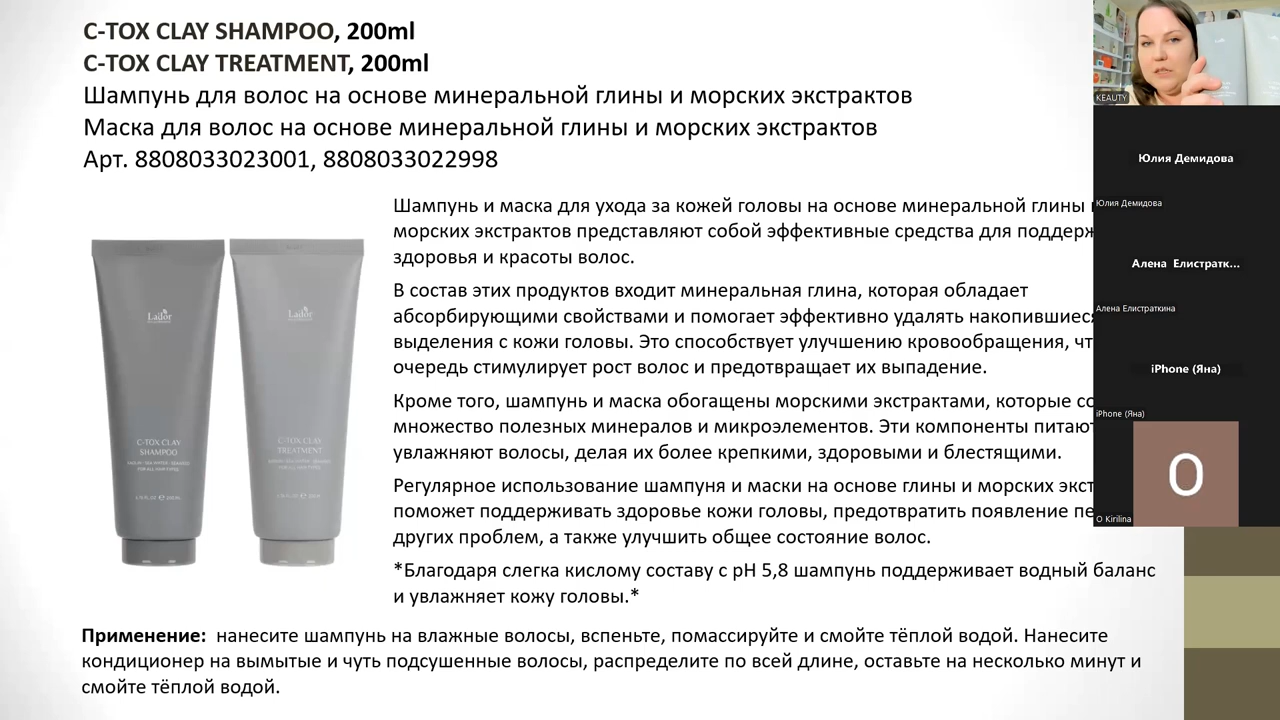 C-TOX CLAY SHAMPOO, 200ml
C-TOX CLAY TREATMENT, 200ml
Шампунь для волос на основе минеральной глины и морских экстрактов
Маска для волос на основе минеральной глины и морских экстрактов
Арт. 8808033023001, 8808033022998
Шампунь и маска для ухода за кожей головы на основе минеральной глины
морских экстрактов представляют собой эффективные средства для поддерж
здоровья и красоты волос.
В состав этих продуктов входит минеральная глина, которая обладает
абсорбирующими свойствами и помогает эффективно удалять накопившиес
выделения с кожи головы. Это способствует улучшению кровообращения, чт
очередь стимулирует рост волос и предотвращает их выпадение.
Кроме того, шампунь и маска обогащены морскими экстрактами, которые со
множество полезных минералов и микроэлементов. Эти компоненты питают
увлажняют волосы, делая их более крепкими, здоровыми и блестящими.
Регулярное использование шампуня и маски на основе глины и морских экст
поможет поддерживать здоровье кожи головы, предотвратить появление пе
других проблем, а также улучшить общее состояние волос.
*Благодаря слегка кислому составу с pH 5,8 шампунь поддерживает водный баланс
и увлажняет кожу головы.*
Применение: нанесите шампунь на влажные волосы, вспеньте, помассируйте и смойте тёплой водой. Нанесите
кондиционер на вымытые и чуть подсушенные волосы, распределите по всей длине, оставьте на несколько минут и
смойте тёплой водой.
Lador
C-TOX CLAY
SHAMPOO
FOR ALL HAIR TYPES
Lador
C-TOX CLAY
TREATMENT
FOR ALL HAIR TYPES
KEAUTY
Юлия Демидова
Юлия Демидова
Алена Елистратк...
Алена Елистраткина
iPhone (Яна)
iPhone (Яна)
O
O Kirilina